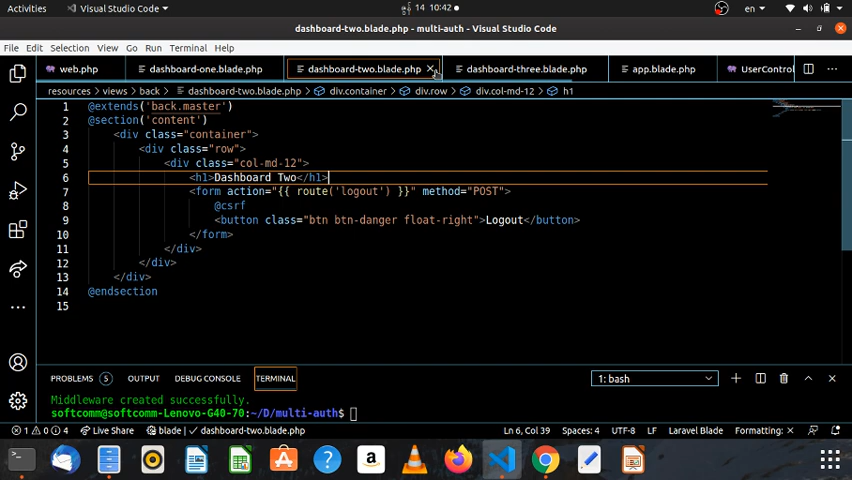 Activities Visual Studio Code 14 10:42 en
dashboard-two.blade.php - multi-auth - Visual Studio Code
File Edit Selection View Go Run Terminal Help
web.php dashboard-one.blade.php dashboard-two.blade.php dashboard-three.blade.php app.blade.php UserControl
resources > views > back > dashboard-two.blade.php > div.container > div.row > div.col-md-12 > h1
1 @extends('back.master')
2 @section('content')
3 <div class="container">
4 <div class="row">
5 <div class="col-md-12">
6 <h1>Dashboard Two</h1>
7 <form action="{{ route('logout') }}" method="POST">
8 @csrf
9 <button class="btn btn-danger float-right">Logout</button>
10 </form>
11 </div>
12 </div>
13 </div>
14 @endsection
15
PROBLEMS 5 OUTPUT DEBUG CONSOLE TERMINAL 1: bash
Middleware created successfully.
softcomm@softcomm-Lenovo-G40-70:~/D/multi-auth$
1 0 4 Live Share blade dashboard-two.blade.php Ln 6, Col 39 Spaces: 4 UTF-8 LF Laravel Blade Formatting: ×